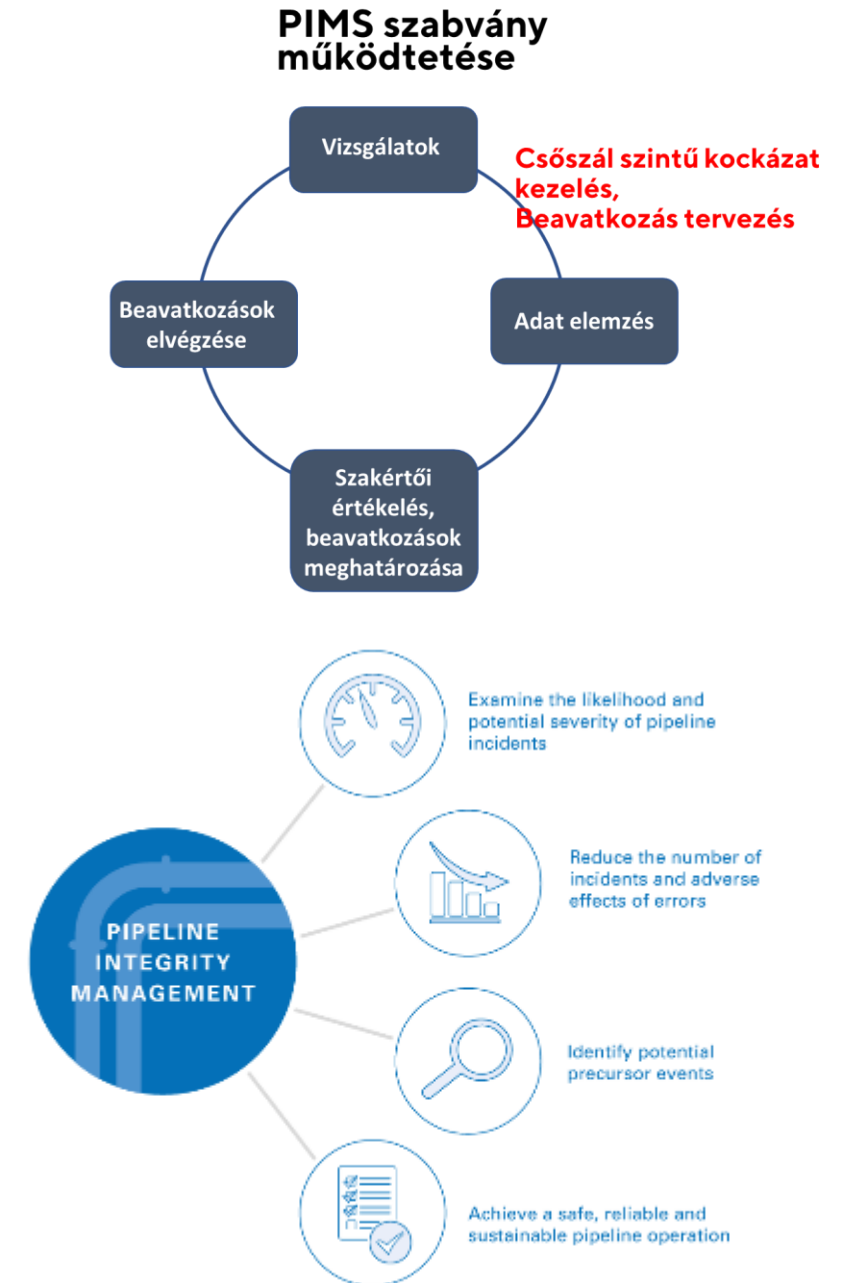 PIMS szabvány
működtetése
Vizsgálatok
Csőszál szintű kockázat
kezelés,
Beavatkozás tervezés
Beavatkozások
elvégzése
Adat elemzés
Szakértői
értékelés,
beavatkozások
meghatározása
Examine the likelihood and
potential severity of pipeline
incidents
Reduce the number of
incidents and adverse
effects of errors
PIPELINE
INTEGRITY
MANAGEMENT
Identify potential
precursor events
Achieve a safe, reliable and
sustainable pipeline operation